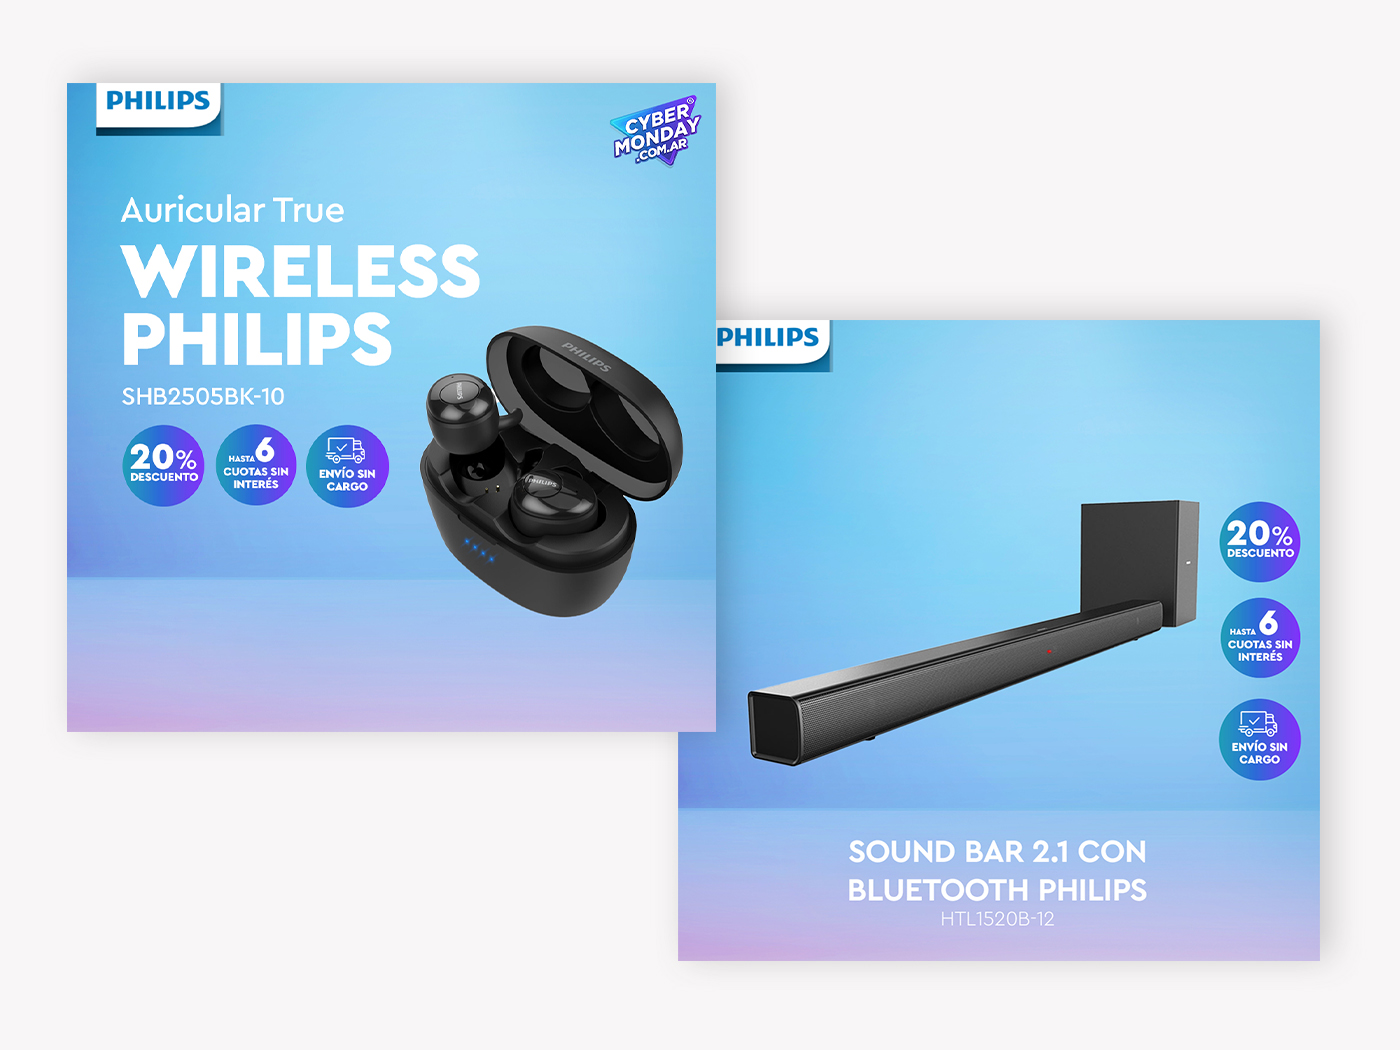 PHILIPS
CYBER
MONDAY
.COM.AR
Auricular True
WIRELESS
PHILIPS
SHB2505BK-10
20%
DESCUENTO
HASTA 6
CUOTAS SIN
INTERÉS
ENVÍO SIN
CARGO
PHILIPS
PHILIPS
PHILIPS
PHILIPS
20%
DESCUENTO
HASTA 6
CUOTAS SIN
INTERÉS
ENVÍO SIN
CARGO
SOUND BAR 2.1 CON
BLUETOOTH PHILIPS
HTL1520B-12